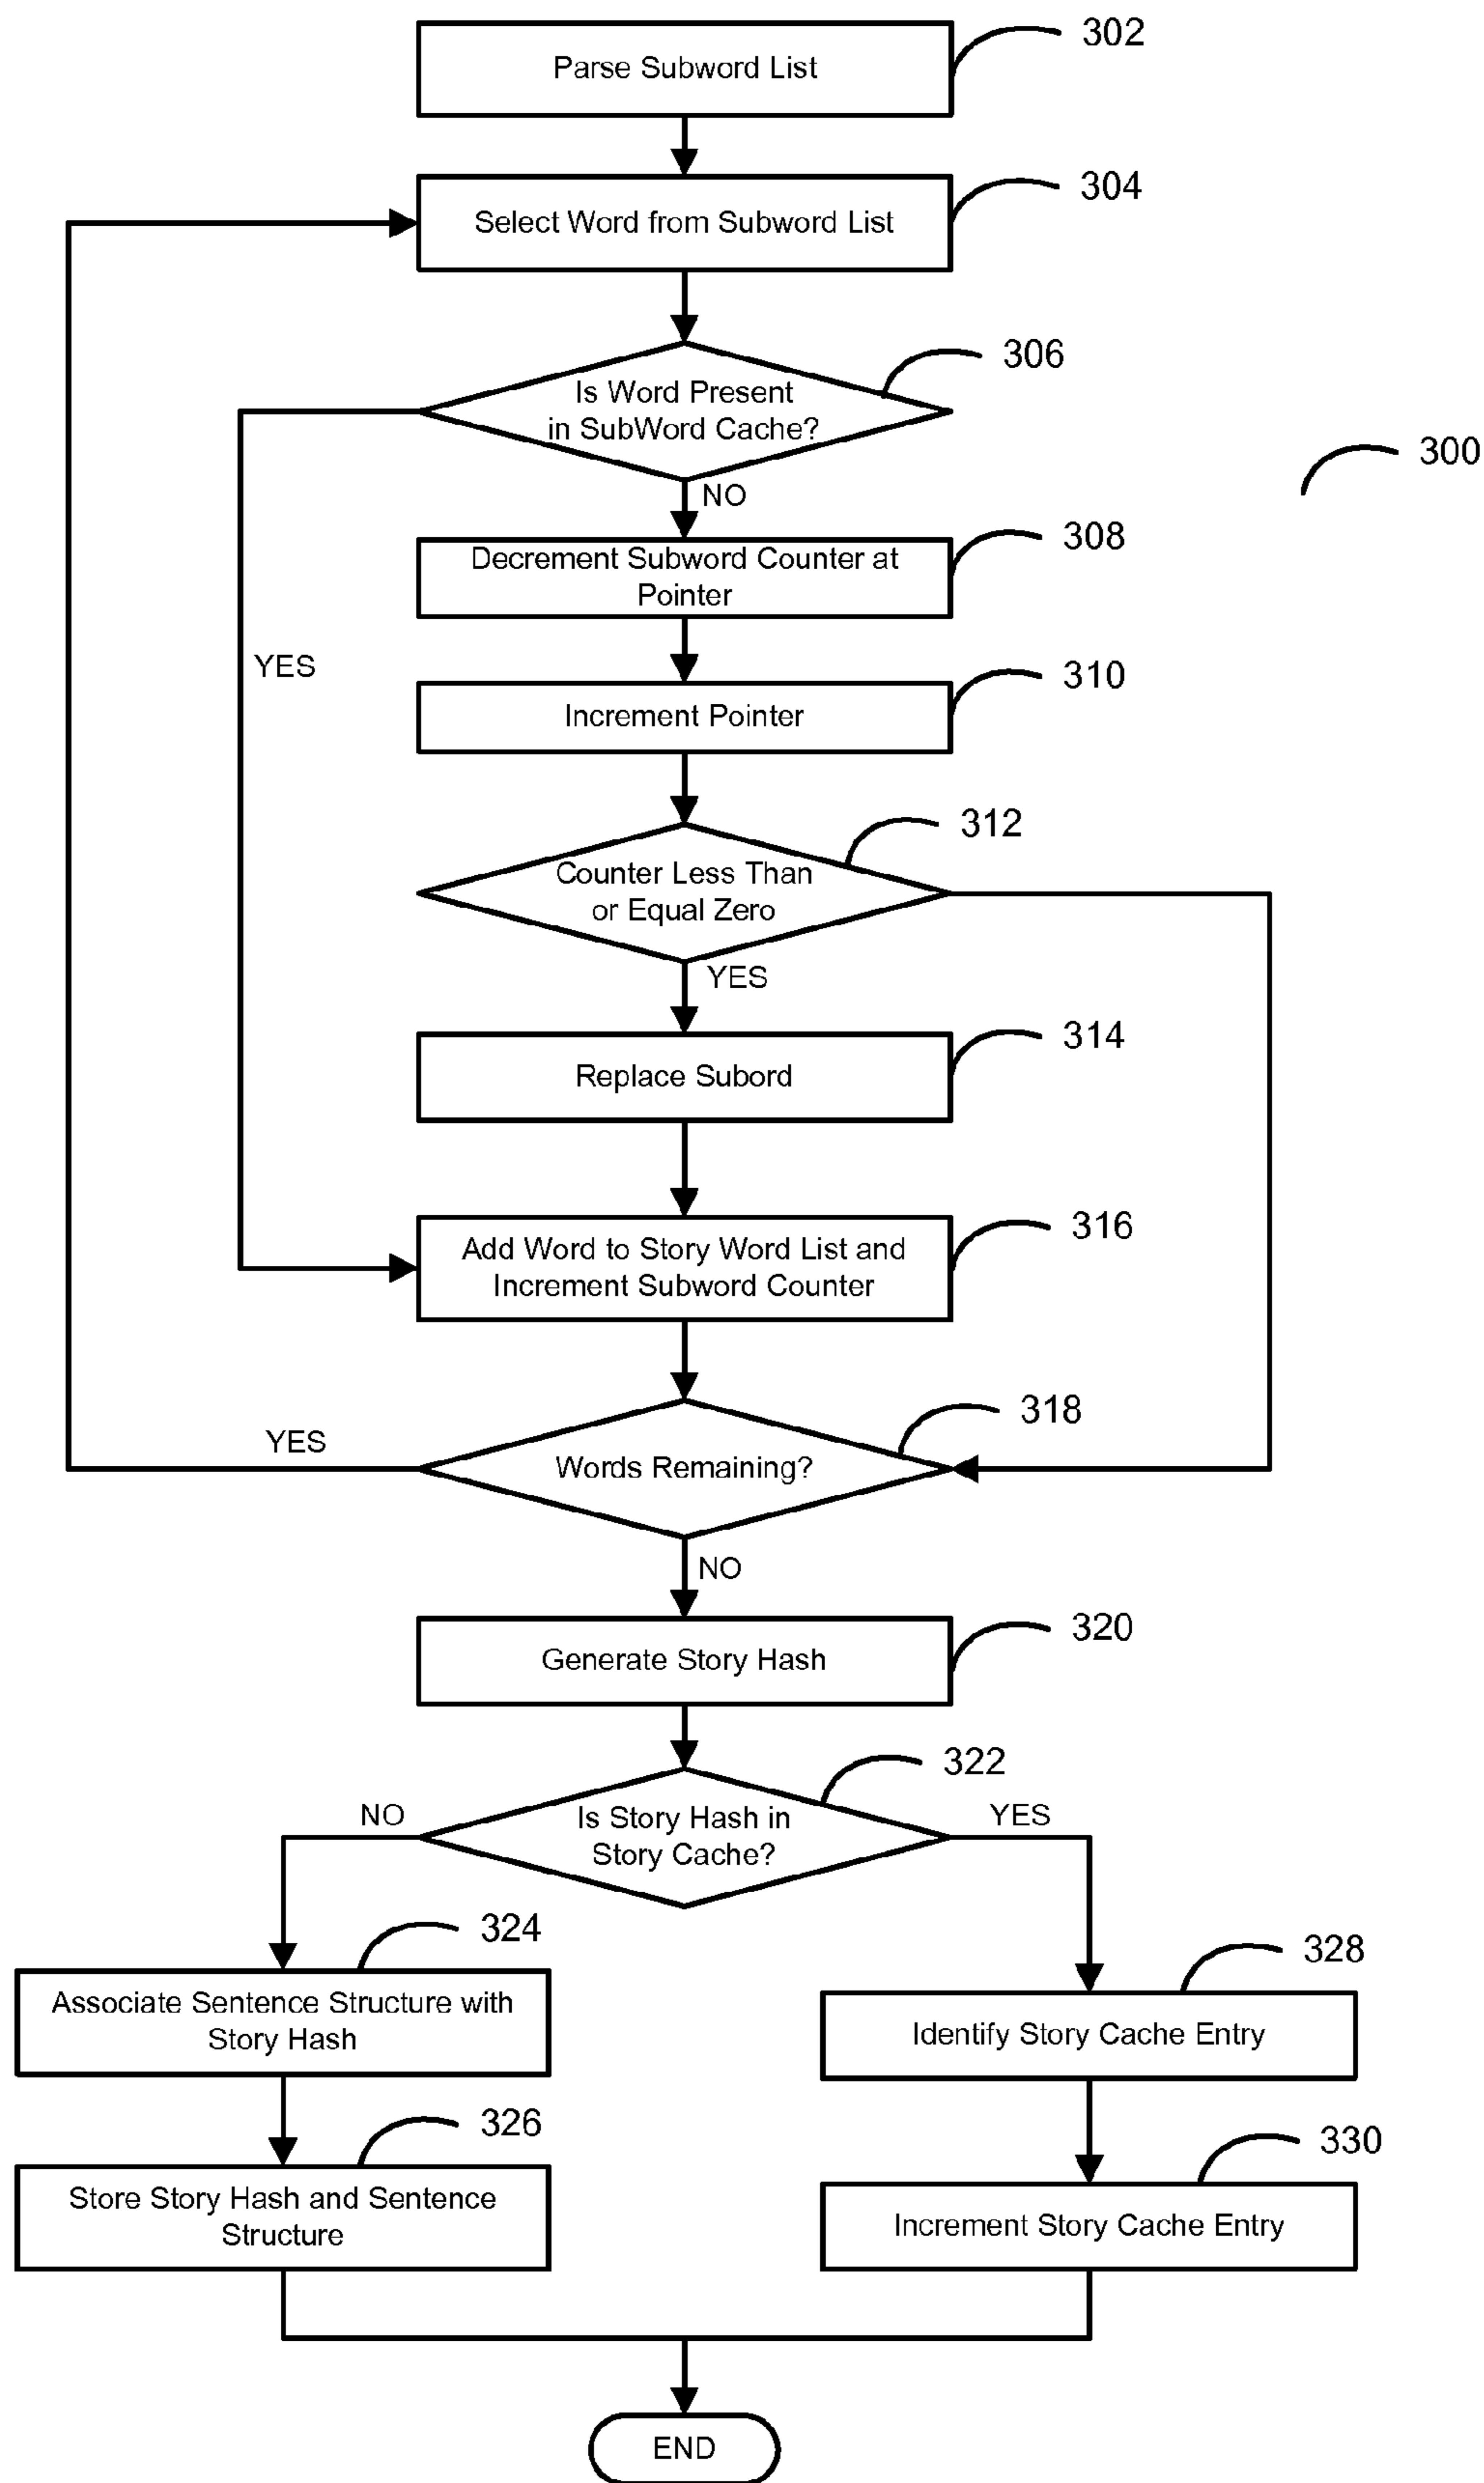 Parse Subword List
302
Select Word from Subword List
304
Is Word Present
in SubWord Cache?
306
300
NO
Decrement Subword Counter at
Pointer
308
YES
Increment Pointer
310
Counter Less Than
or Equal Zero
312
YES
Replace Subord
314
Add Word to Story Word List and
Increment Subword Counter
316
Words Remaining?
318
YES
NO
Generate Story Hash
320
Is Story Hash in
Story Cache?
322
NO
YES
Associate Sentence Structure with
Story Hash
324
Identify Story Cache Entry
328
Store Story Hash and Sentence
Structure
326
Increment Story Cache Entry
330
END